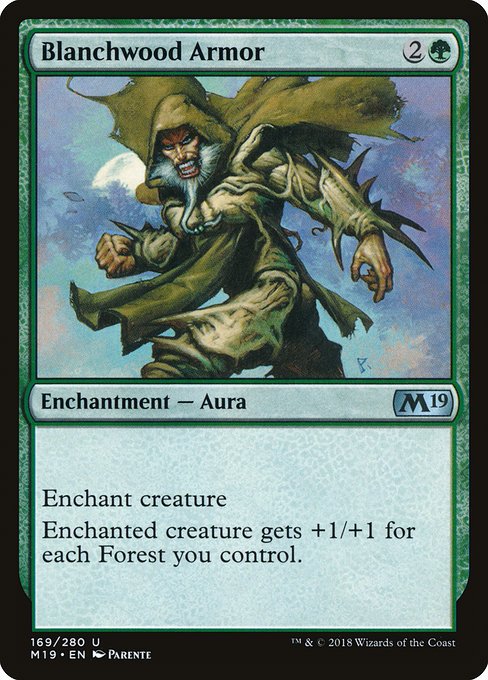 Blanchwood Armor 2
Enchantment — Aura
M19
Enchant creature
Enchanted creature gets +1/+1 for
each Forest you control.
169/280 U
M19 • EN PARENTE
™ & © 2018 Wizards of the Coast